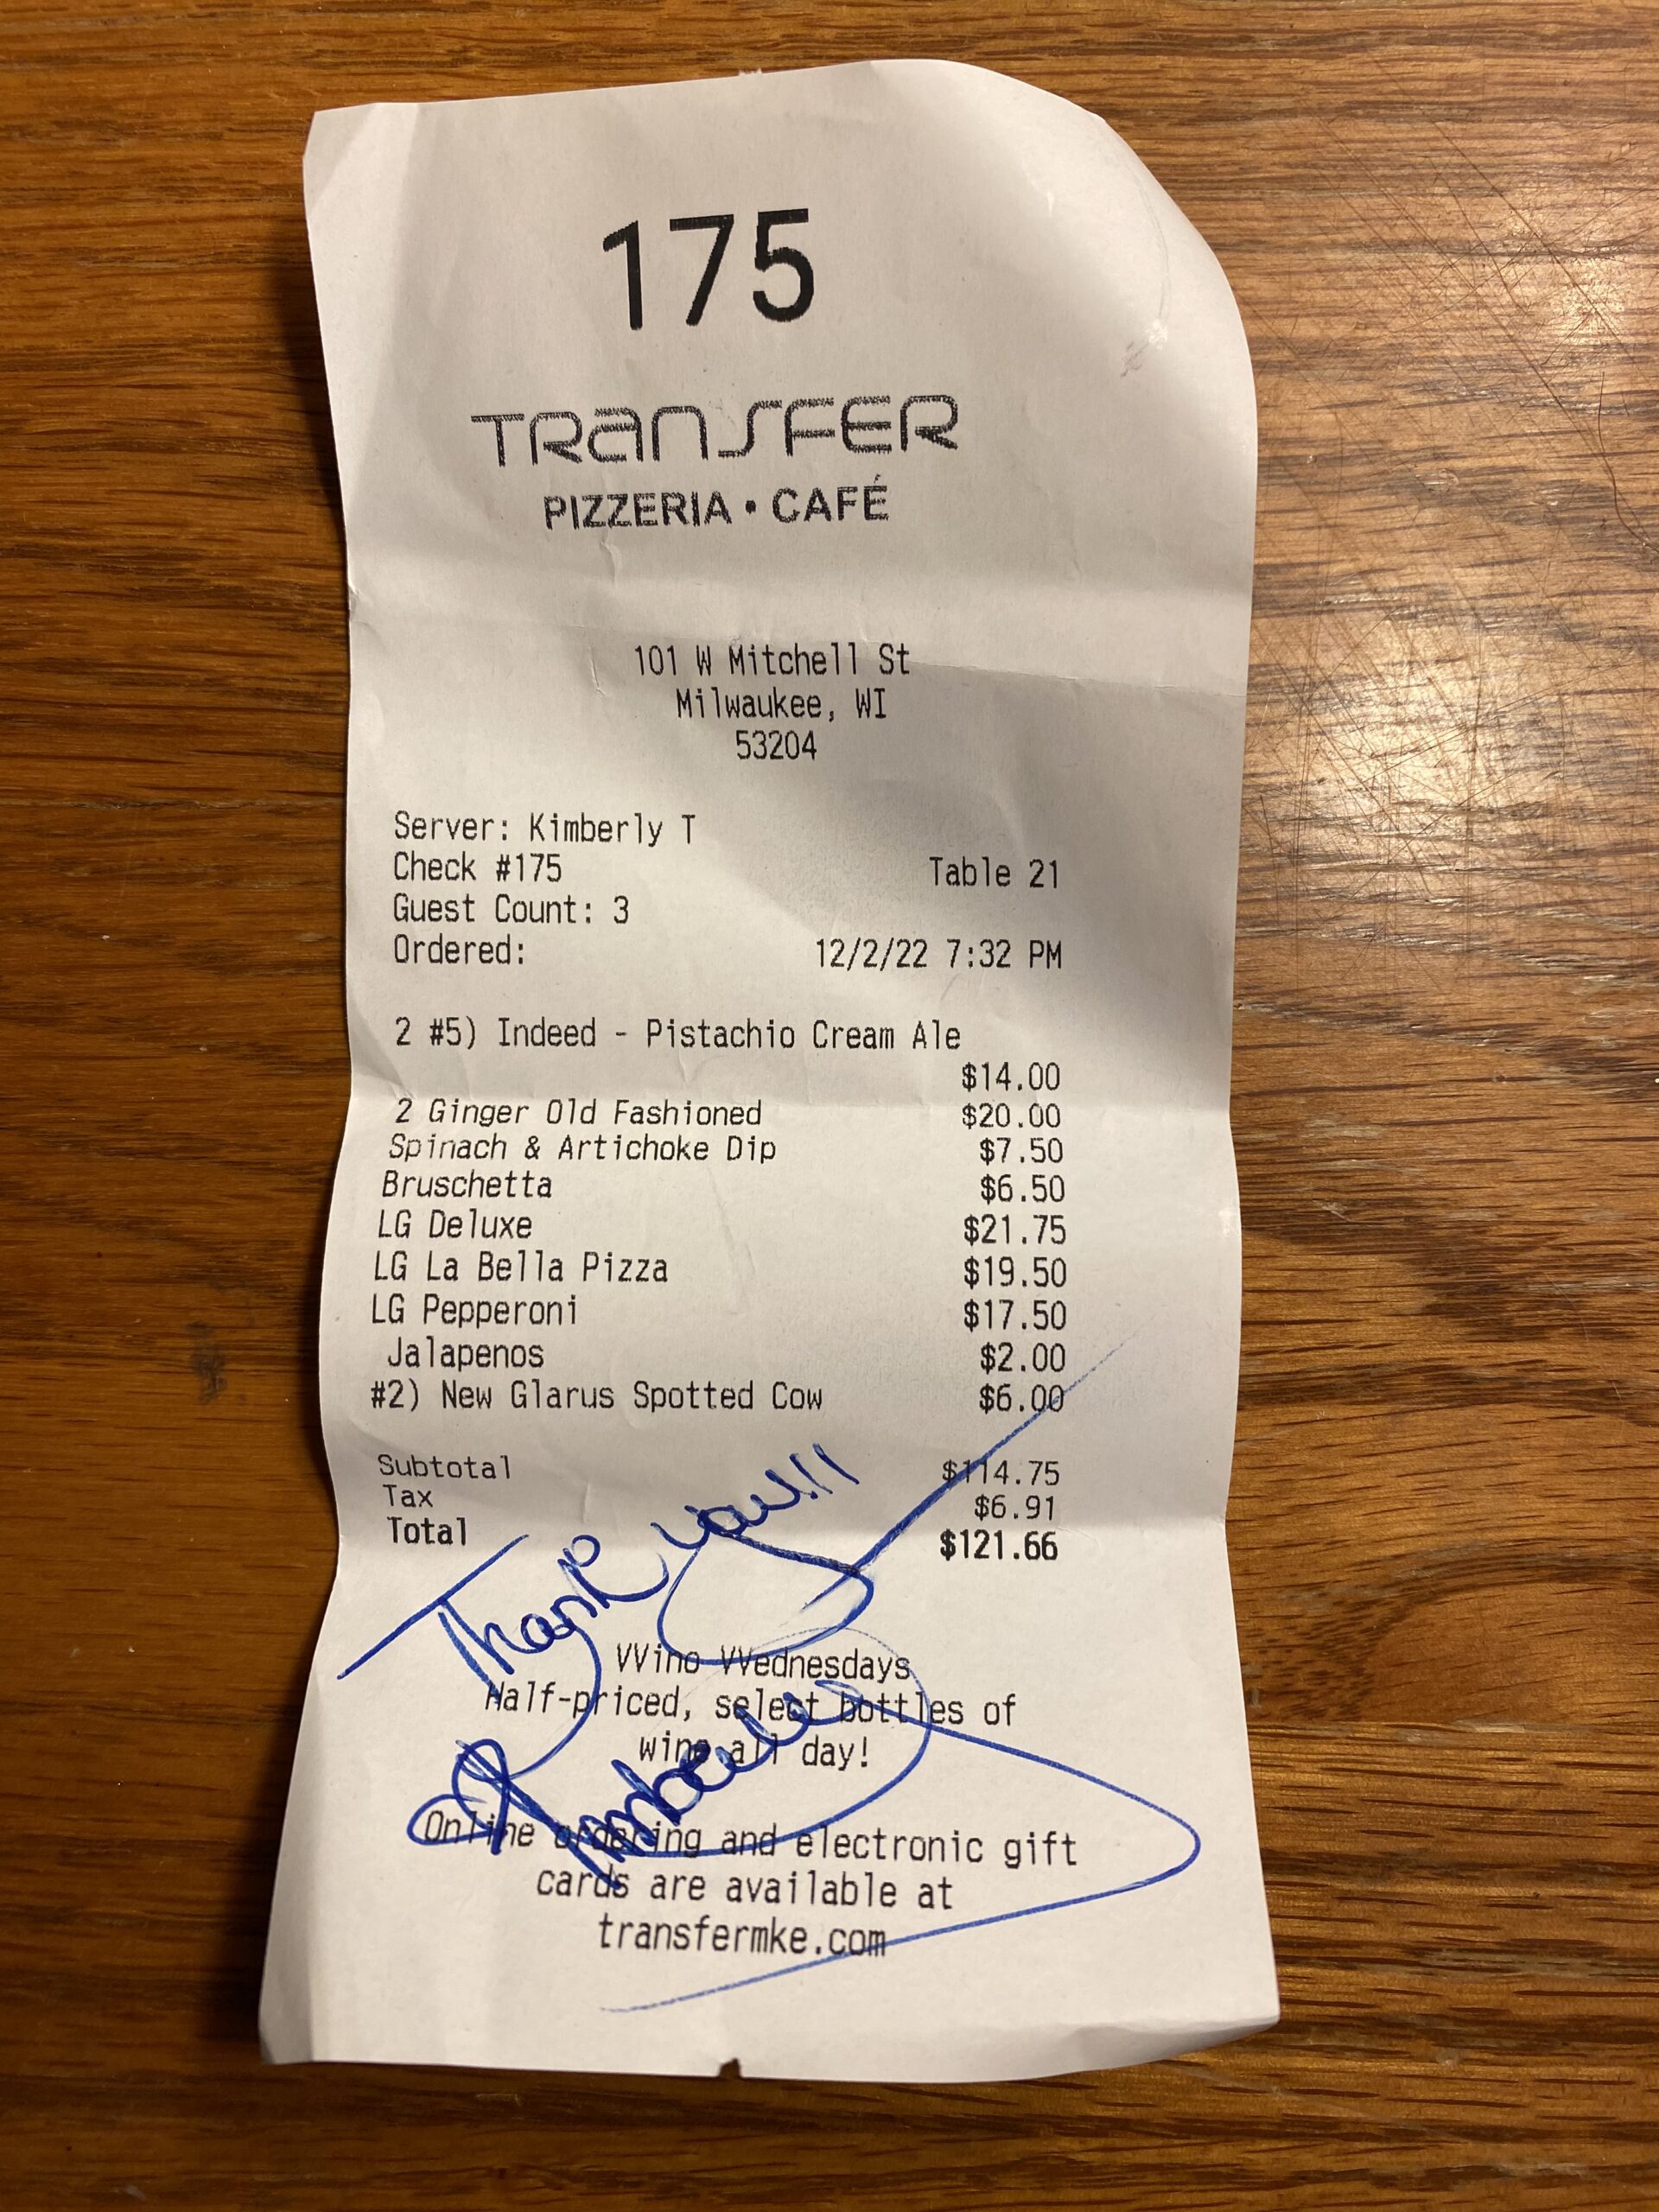 175
TRANSFER
PIZZERIA • CAFÉ
101 W Mitchell St
Milwaukee, WI
53204
Server: Kimberly T
Check #175 Table 21
Guest Count: 3
Ordered: 12/2/22 7:32 PM
2 #5) Indeed - Pistachio Cream Ale
$14.00
2 Ginger Old Fashioned $20.00
Spinach & Artichoke Dip $7.50
Bruschetta $6.50
LG Deluxe $21.75
LG La Bella Pizza $19.50
LG Pepperoni $17.50
Jalapenos $2.00
#2) New Glarus Spotted Cow $6.00
Subtotal $114.75
Tax $6.91
Total $121.66
Thank you!!!
Kimberly
VVino VVednesdays
Half-priced, select bottles of
wine all day!
Online ordering and electronic gift
cards are available at
transfermke.com